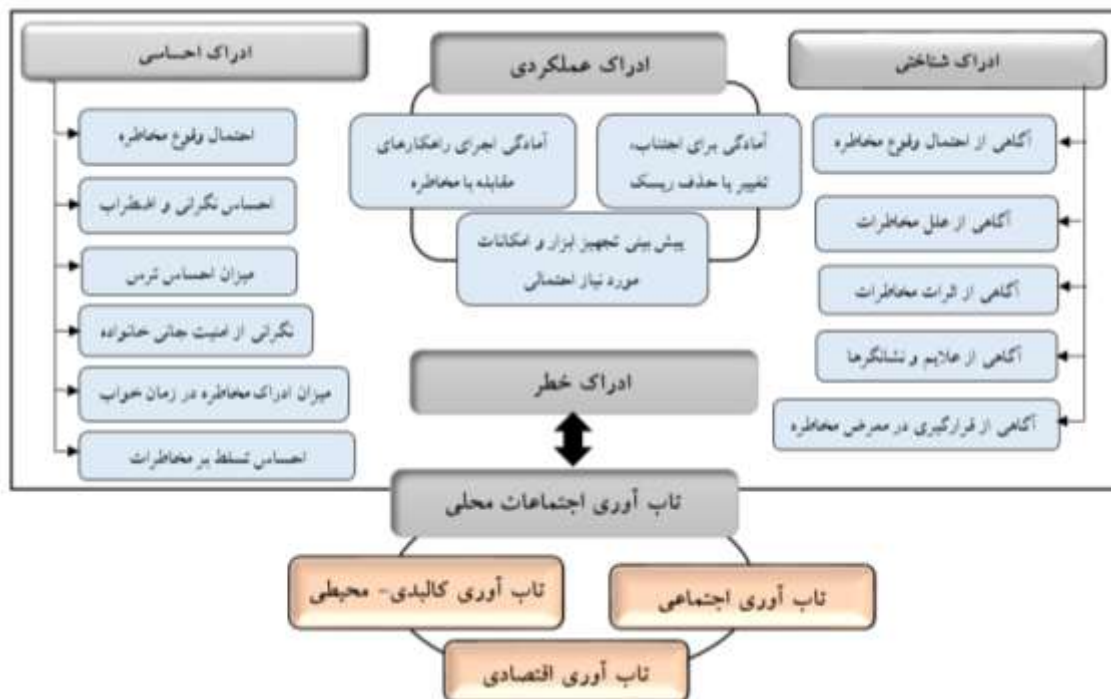 ادراک شناختی
آگاهی از احتمال وقوع مخاطره
آگاهی از علل مخاطرات
آگاهی از اثرات مخاطرات
آگاهی از علایم و نشانگرها
آگاهی از قرارگیری در معرض مخاطره
ادراک عملکردی
آمادگی برای اجتناب،
تغییر یا حذف ریسک
آمادگی اجرای راهکارهای
مقابله با مخاطره
پیش بینی تجهیز ابزار و امکانات
مورد نیاز احتمالی
ادراک احساسی
احتمال وقوع مخاطره
احساس نگرانی و اضطراب
میزان احساس ترس
نگرانی از امنیت جانی خانواده
میزان ادراک مخاطره در زمان خواب
احساس تسلط بر مخاطرات
ادراک خطر
تاب آوری اجتماعات محلی
تاب آوری اجتماعی
تاب آوری کالبدی- محیطی
تاب آوری اقتصادی